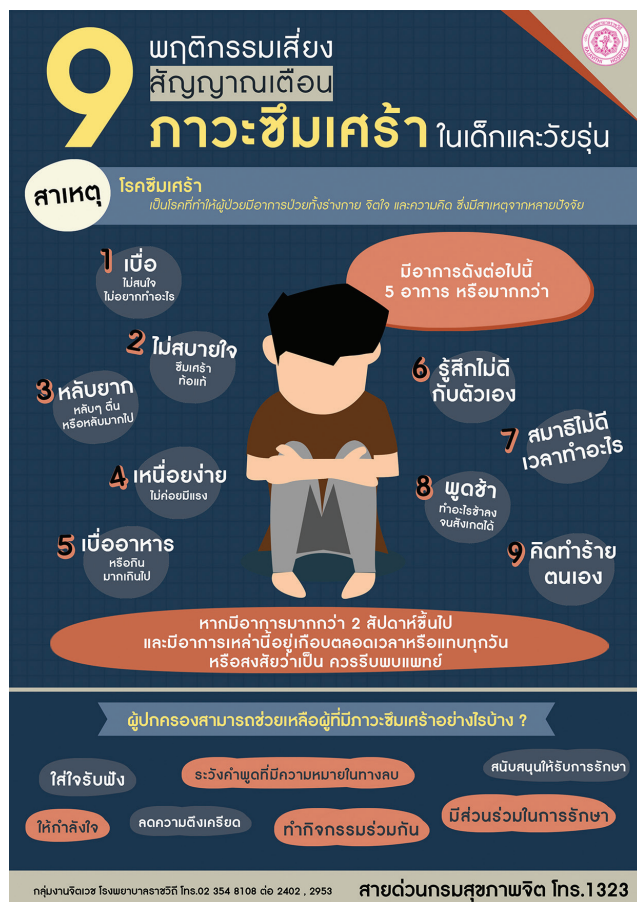 9
พฤติกรรมเสี่ยง
สัญญาณเตือน
ภาวะซึมเศร้า ในเด็กและวัยรุ่น
สาเหตุ
โรคซึมเศร้า
เป็นโรคที่ทำให้ผู้ป่วยมีอาการป่วยทั้งร่างกาย จิตใจ และความคิด ซึ่งมีสาเหตุจากหลายปัจจัย
มีอาการดังต่อไปนี้
5 อาการ หรือมากกว่า
1 เบื่อ
ไม่สนใจ
ไม่อยากทำอะไร
2 ไม่สบายใจ
ซึมเศร้า
ท้อแท้
3 หลับยาก
หลับๆ ตื่น
หรือหลับมากไป
4 เหนื่อยง่าย
ไม่ค่อยมีแรง
5 เบื่ออาหาร
หรือกิน
มากเกินไป
6 รู้สึกไม่ดี
กับตัวเอง
7 สมาธิไม่ดี
เวลาทำอะไร
8 พูดช้า
ทำอะไรช้าลง
จนสังเกตได้
9 คิดทำร้าย
ตนเอง
หากมีอาการมากกว่า 2 สัปดาห์ขึ้นไป
และมีอาการเหล่านี้อยู่เกือบตลอดเวลาหรือแทบทุกวัน
หรือสงสัยว่าเป็น ควรรีบพบแพทย์
ผู้ปกครองสามารถช่วยเหลือผู้ที่มีภาวะซึมเศร้าอย่างไรบ้าง ?
ใส่ใจรับฟัง
ระวังคำพูดที่มีความหมายในทางลบ
สนับสนุนให้รับการรักษา
ให้กำลังใจ
ลดความตึงเครียด
ทำกิจกรรมร่วมกัน
มีส่วนร่วมในการรักษา
กลุ่มงานจิตเวช โรงพยาบาลราชวิถี โทร.02 354 8108 ต่อ 2402 , 2953
สายด่วนกรมสุขภาพจิต โทร.1323